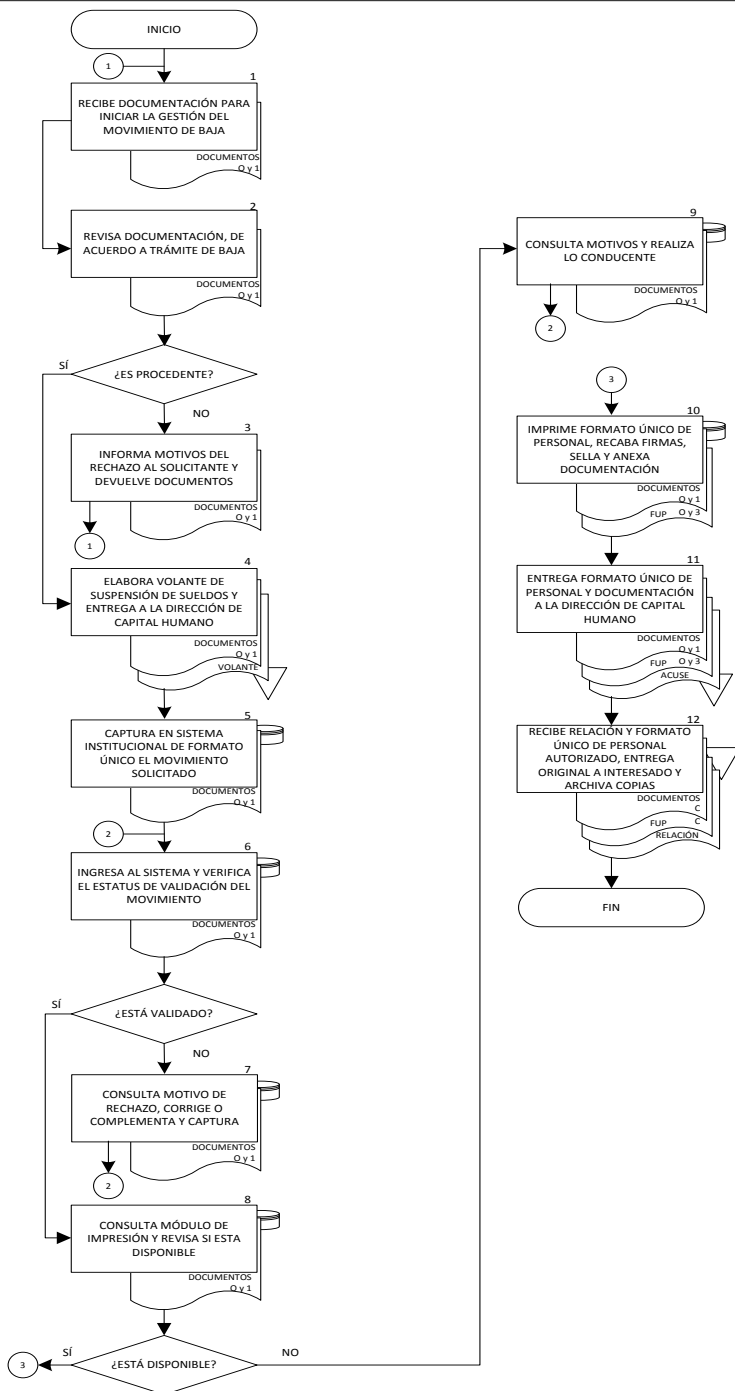 INICIO
1
1
RECIBE DOCUMENTACIÓN PARA
INICIAR LA GESTIÓN DEL
MOVIMIENTO DE BAJA
DOCUMENTOS
O y 1
2
REVISA DOCUMENTACIÓN, DE
ACUERDO A TRÁMITE DE BAJA
DOCUMENTOS
O y 1
SÍ
¿ES PROCEDENTE?
NO
3
INFORMA MOTIVOS DEL
RECHAZO AL SOLICITANTE Y
DEVUELVE DOCUMENTOS
DOCUMENTOS
O y 1
1
4
ELABORA VOLANTE DE
SUSPENSIÓN DE SUELDOS Y
ENTREGA A LA DIRECCIÓN DE
CAPITAL HUMANO
DOCUMENTOS
O y 1
VOLANTE
5
CAPTURA EN SISTEMA
INSTITUCIONAL DE FORMATO
ÚNICO EL MOVIMIENTO
SOLICITADO
DOCUMENTOS
O y 1
2
6
INGRESA AL SISTEMA Y VERIFICA
EL ESTATUS DE VALIDACIÓN DEL
MOVIMIENTO
DOCUMENTOS
O y 1
SÍ
¿ESTÁ VALIDADO?
NO
7
CONSULTA MOTIVO DE
RECHAZO, CORRIGE O
COMPLEMENTA Y CAPTURA
DOCUMENTOS
O y 1
2
8
CONSULTA MÓDULO DE
IMPRESIÓN Y REVISA SI ESTA
DISPONIBLE
DOCUMENTOS
O y 1
3
SÍ
¿ESTÁ DISPONIBLE?
NO
9
CONSULTA MOTIVOS Y REALIZA
LO CONDUCENTE
DOCUMENTOS
O y 1
2
3
10
IMPRIME FORMATO ÚNICO DE
PERSONAL, RECABA FIRMAS,
SELLA Y ANEXA
DOCUMENTACIÓN
DOCUMENTOS
O y 1
FUP O y 3
11
ENTREGA FORMATO ÚNICO DE
PERSONAL Y DOCUMENTACIÓN
A LA DIRECCIÓN DE CAPITAL
HUMANO
DOCUMENTOS
O y 1
FUP O y 3
ACUSE
12
RECIBE RELACIÓN Y FORMATO
ÚNICO DE PERSONAL
AUTORIZADO, ENTREGA
ORIGINAL A INTERESADO Y
ARCHIVA COPIAS
DOCUMENTOS
C
FUP C
RELACIÓN
FIN